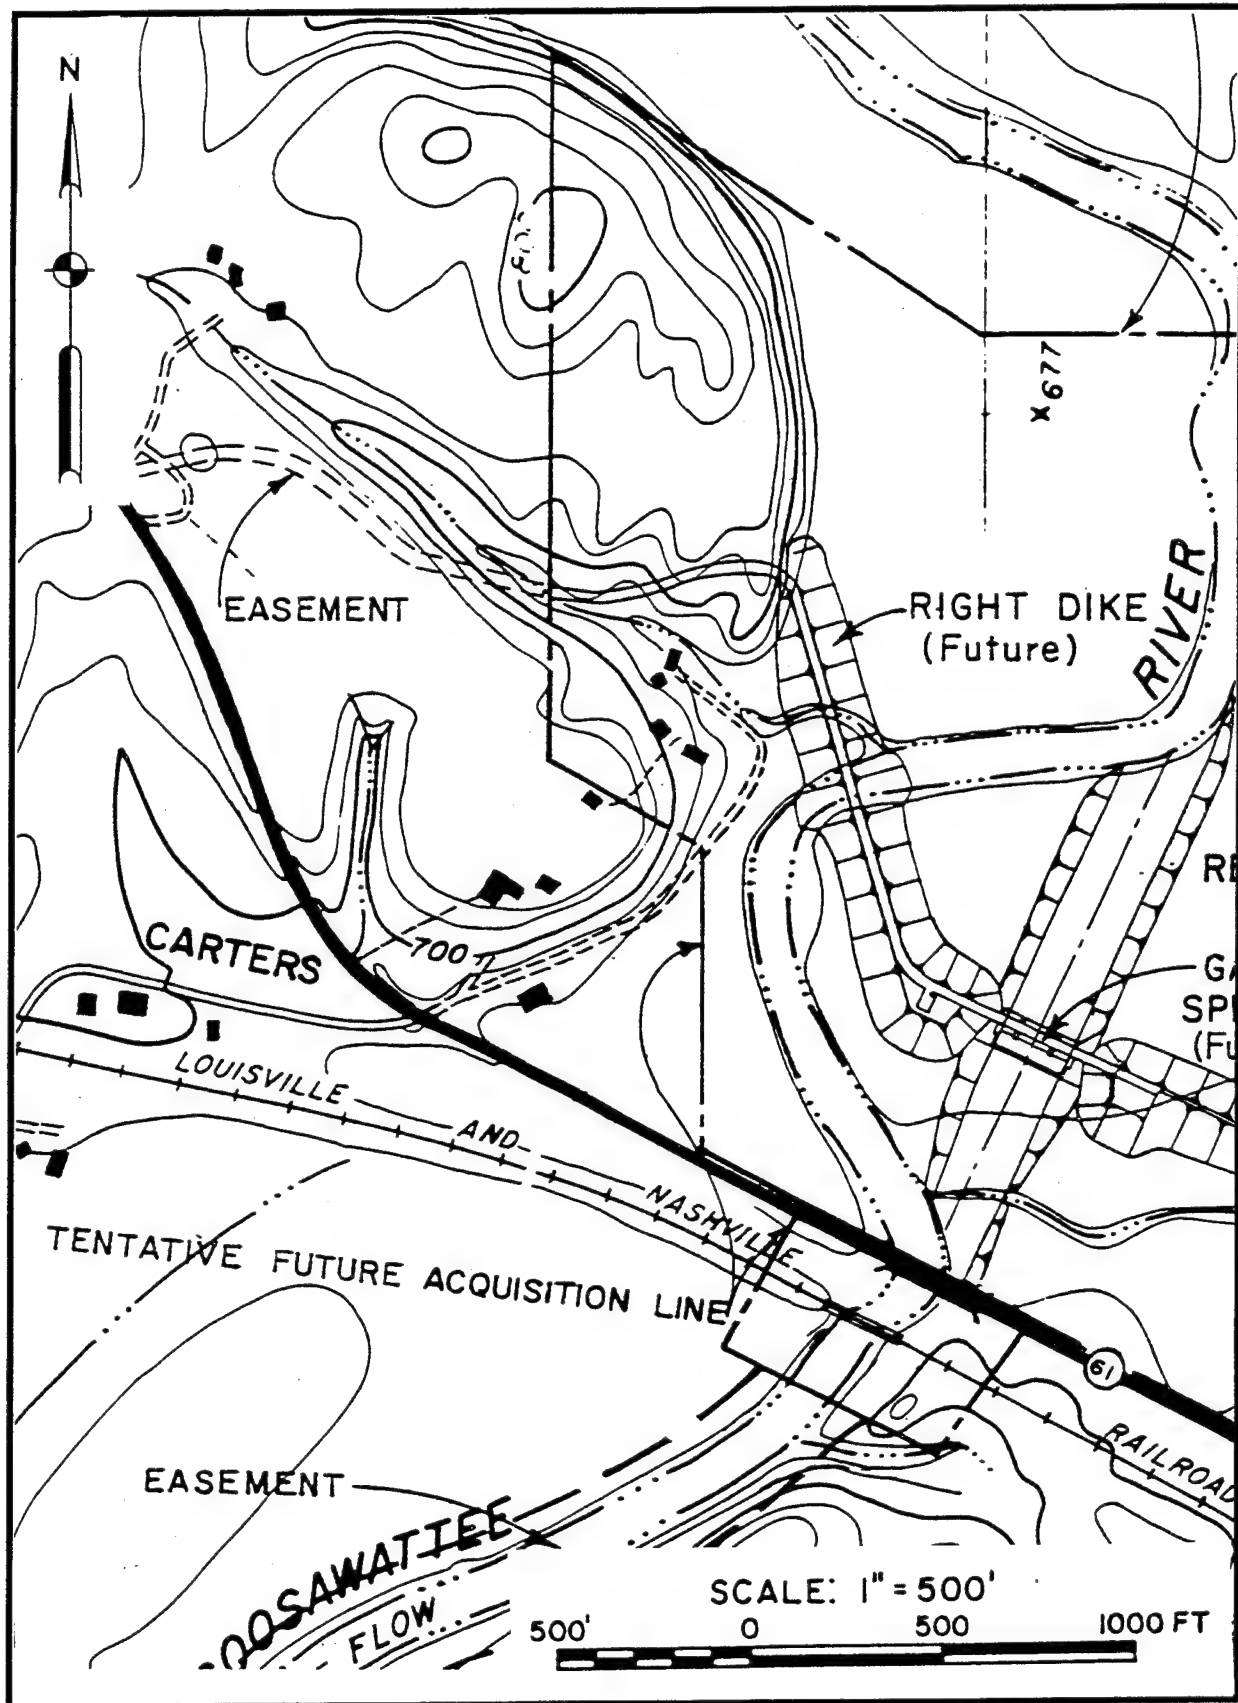 N
x 677
EASEMENT
RIGHT DIKE
(Future)
RIVER
CARTERS
700
LOUISVILLE AND NASHVILLE RAILROAD
TENTATIVE FUTURE ACQUISITION LINE
61
EASEMENT
OOSAWATTEE
FLOW
SCALE: 1" = 500'
500' 0 500 1000 FT